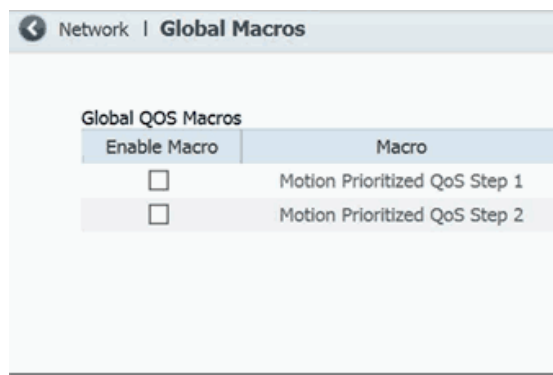 Network | Global Macros
Global QOS Macros
Enable Macro Macro
Motion Prioritized QoS Step 1
Motion Prioritized QoS Step 2